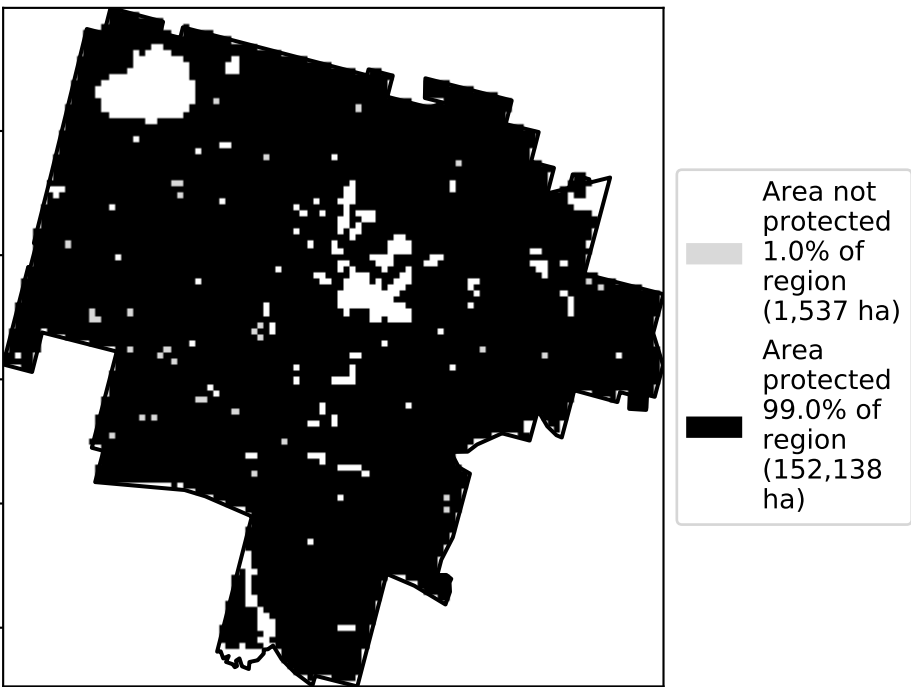 Area not
protected
1.0% of
region
(1,537 ha)
Area
protected
99.0% of
region
(152,138
ha)